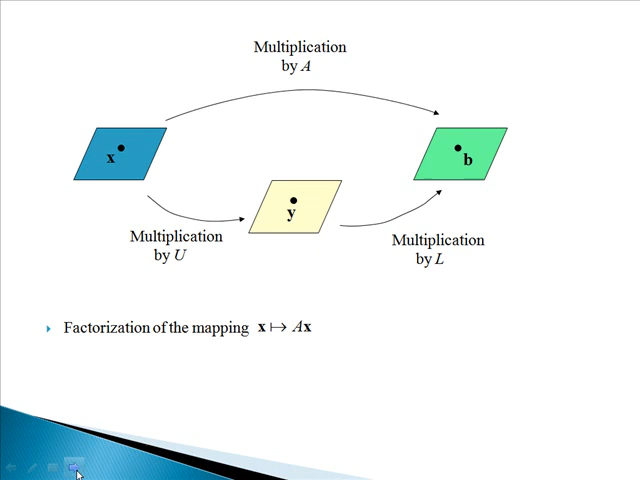 Multiplication
by A
x
b
y
Multiplication
by U
Multiplication
by L
Factorization of the mapping x ↦ Ax